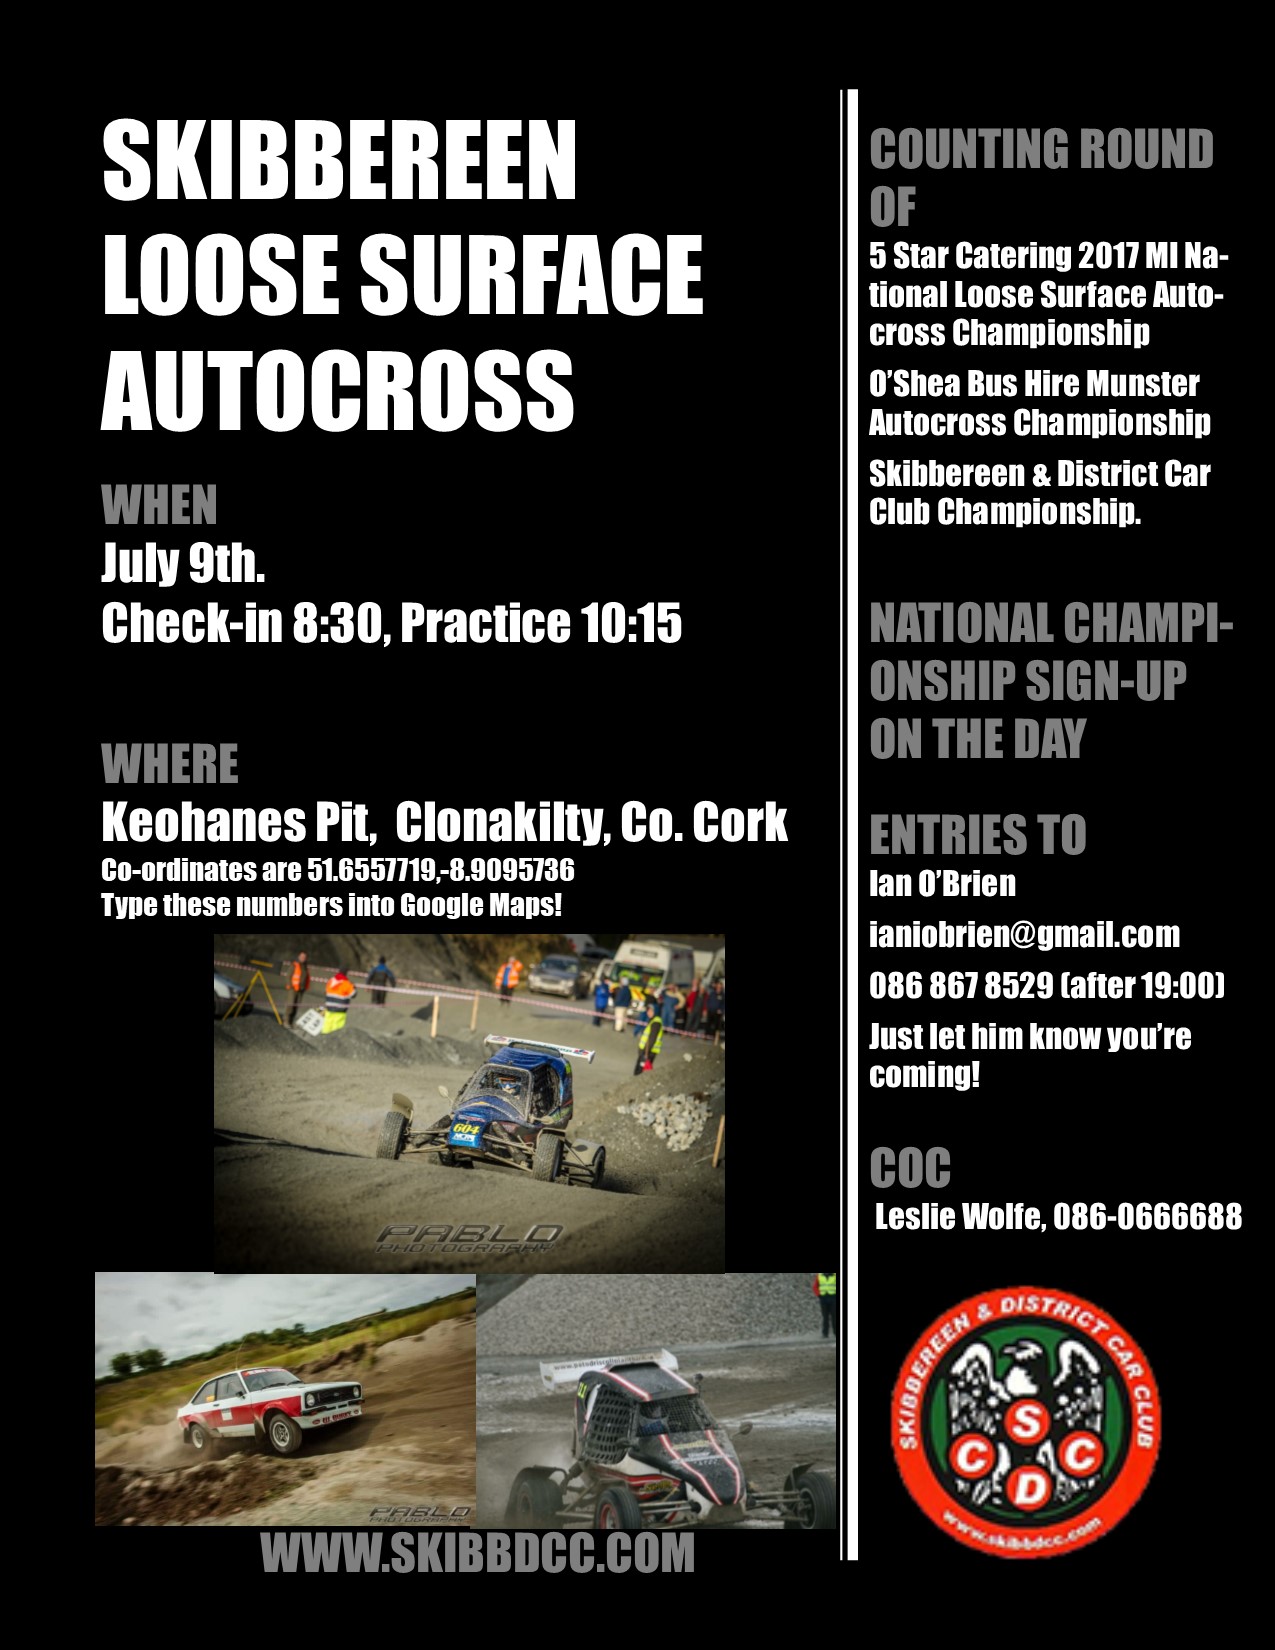 SKIBBEREEN
LOOSE SURFACE
AUTOCROSS
WHEN
July 9th.
Check-in 8:30, Practice 10:15
WHERE
Keohanes Pit, Clonakilty, Co. Cork
Co-ordinates are 51.6557719,-8.9095736
Type these numbers into Google Maps!
604
PABLO
PHOTOGRAPHY
PABLO
PHOTOGRAPHY
WWW.SKIBBDCC.COM
COUNTING ROUND
OF
5 Star Catering 2017 MI Na-
tional Loose Surface Auto-
cross Championship
O'Shea Bus Hire Munster
Autocross Championship
Skibbereen & District Car
Club Championship.
NATIONAL CHAMPI-
ONSHIP SIGN-UP
ON THE DAY
ENTRIES TO
Ian O'Brien
ianiobrien@gmail.com
086 867 8529 (after 19:00)
Just let him know you're
coming!
COC
Leslie Wolfe, 086-0666688
SKIBBEREEN & DISTRICT CAR CLUB
S
C C
D
www.skibbdcc.com